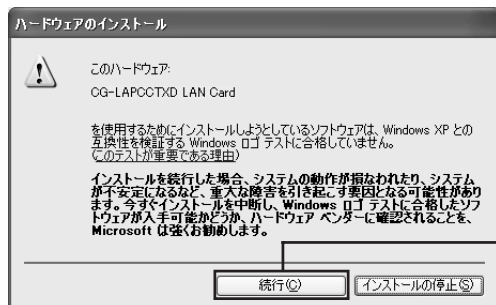 ハードウェアのインストール
このハードウェア:
CG-LAPCCTXD LAN Card
を使用するためにインストールしようとしているソフトウェアは、Windows XP との
互換性を検証する Windows ロゴ テストに合格していません。
(このテストが重要である理由)
インストールを続行した場合、システムの動作が損なわれたり、システム
が不安定になるなど、重大な障害を引き起こす要因となる可能性があり
ます。今すぐインストールを中断し、Windows ロゴ テストに合格したソフ
トウェアが入手可能かどうか、ハードウェア ベンダーに確認されることを、
Microsoft は強くお勧めします。
続行(C)
インストールの停止(S)